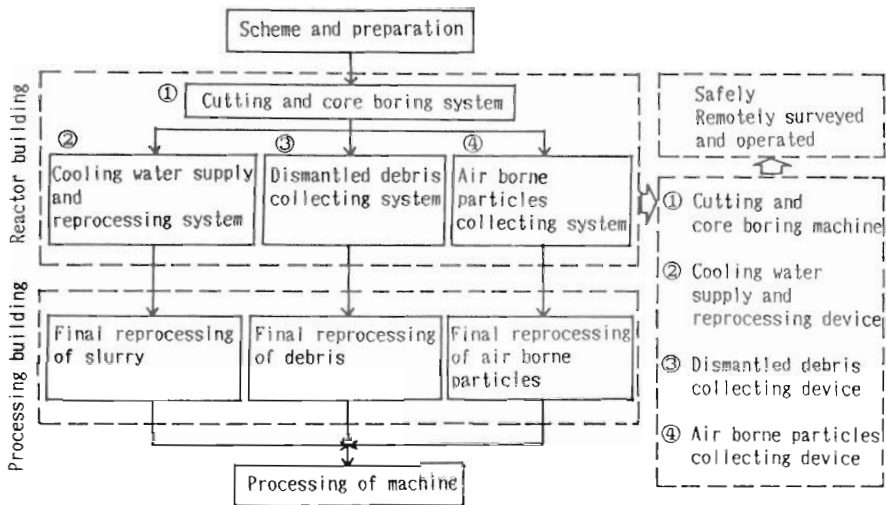 Scheme and preparation
Reactor building
① Cutting and core boring system
②
Cooling water supply
and
reprocessing system
③
Dismantled debris
collecting system
④
Air borne
particles
collecting system
Processing building
Final reprocessing
of slurry
Final reprocessing
of debris
Final reprocessing
of air borne
particles
Processing of machine
Safely
Remotely surveyed
and operated
① Cutting and
core boring machine
② Cooling water
supply and
reprocessing device
③ Dismantled debris
collecting device
④ Air borne particles
collecting device